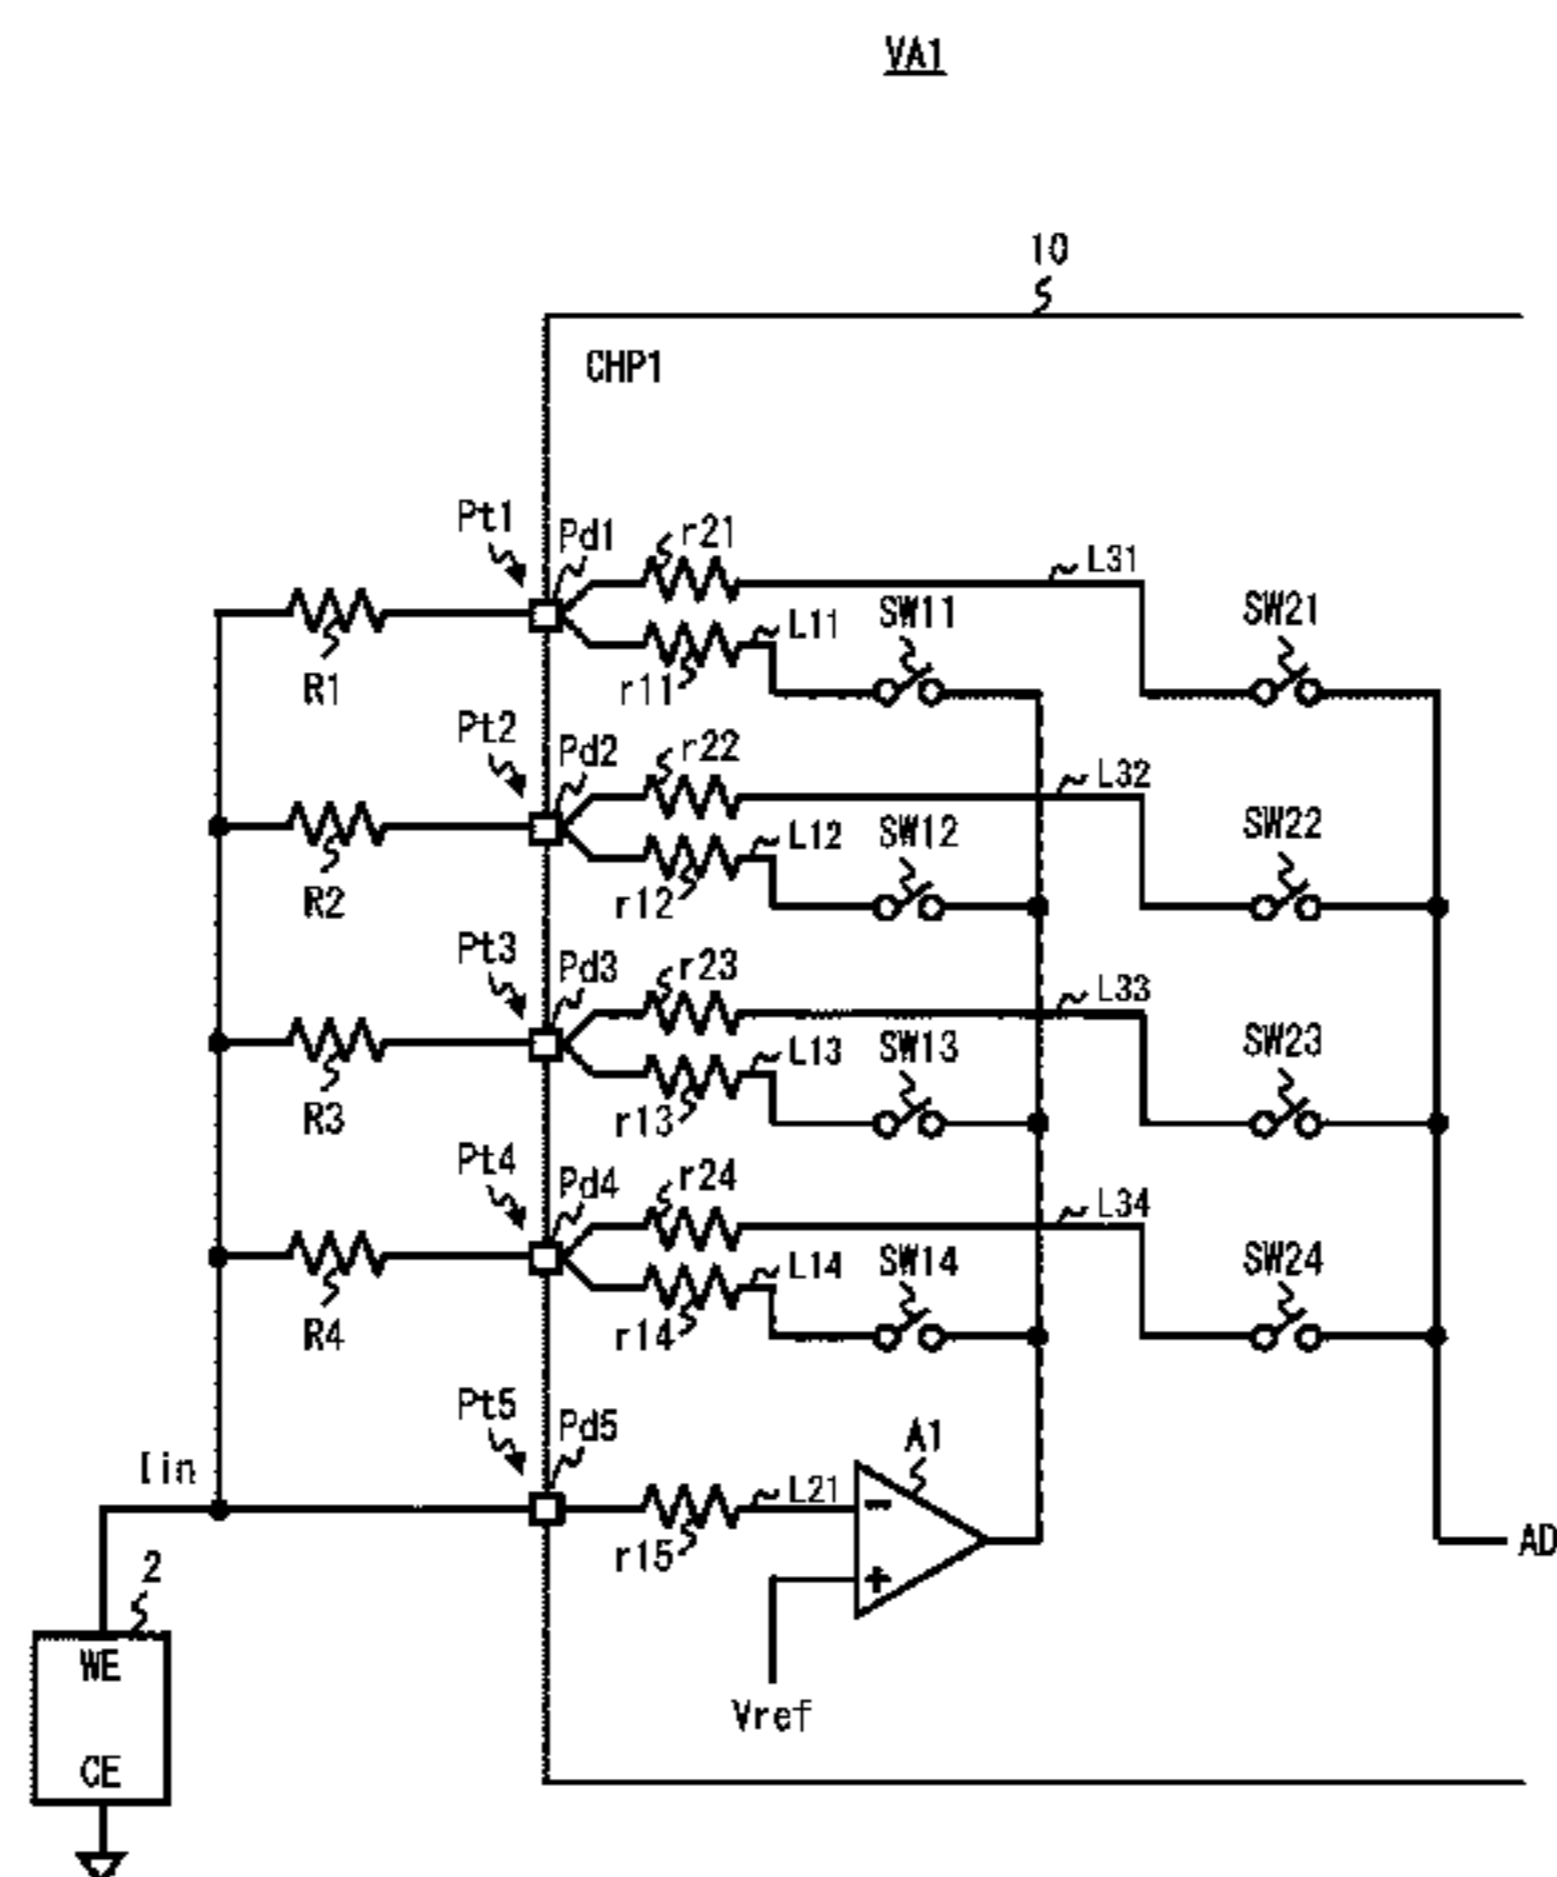 VA1
10
CHP1
Pt1
Pd1
r21
L31
R1
r11
L11
SW11
SW21
Pt2
Pd2
r22
L32
R2
r12
L12
SW12
SW22
Pt3
Pd3
r23
L33
R3
r13
L13
SW13
SW23
Pt4
Pd4
r24
L34
R4
r14
L14
SW14
SW24
Pt5
Pd5
A1
Iin
r15
L21
−
+
AD
2
WE
CE
Vref